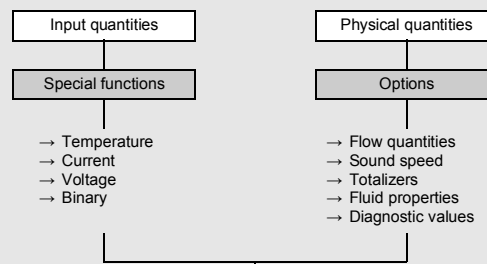 Input quantities
Special functions
→ Temperature
→ Current
→ Voltage
→ Binary
Physical quantities
Options
→ Flow quantities
→ Sound speed
→ Totalizers
→ Fluid properties
→ Diagnostic values